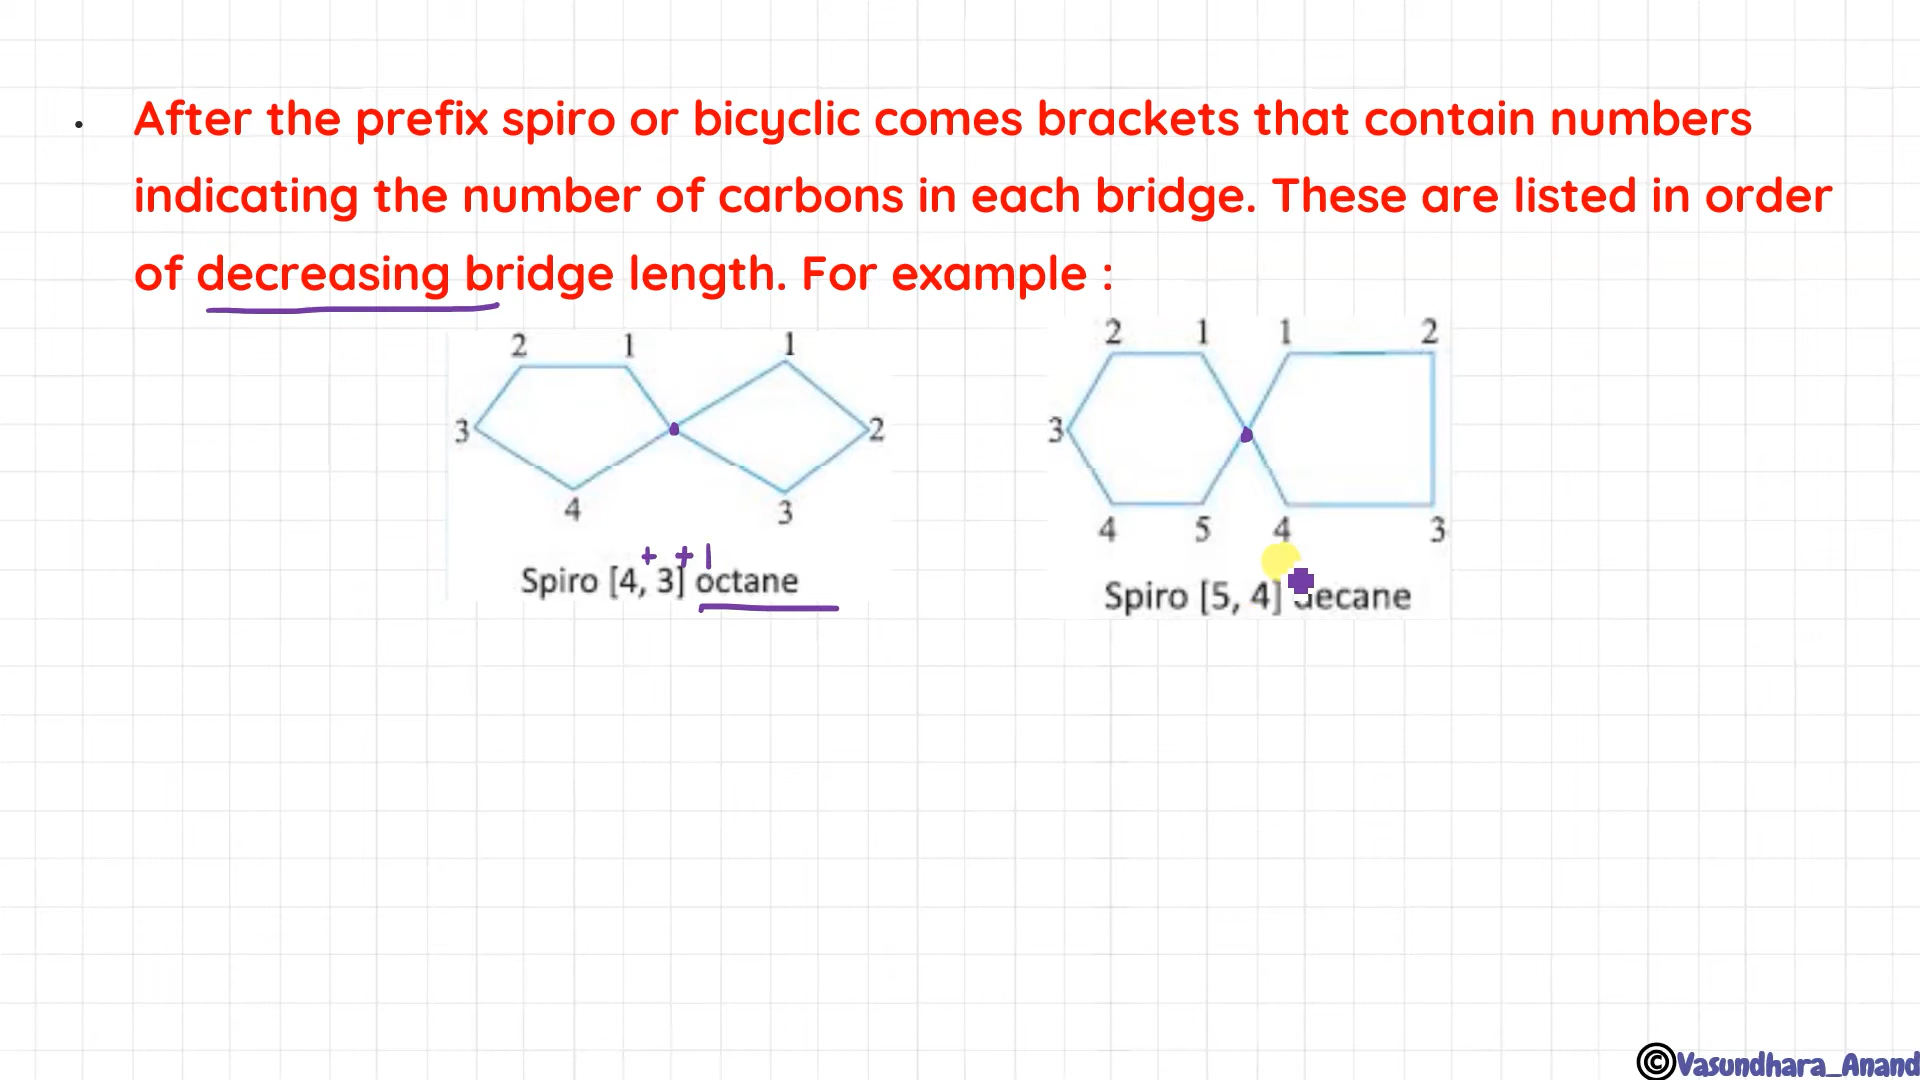 After the prefix spiro or bicyclic comes brackets that contain numbers
indicating the number of carbons in each bridge. These are listed in order
of decreasing bridge length. For example :
2 1 1
3 2
4 3
+ +1
Spiro [4, 3] octane
2 1 1 2
3
4 5 4 3
Spiro [5, 4] decane
©Vasundhara_Anand